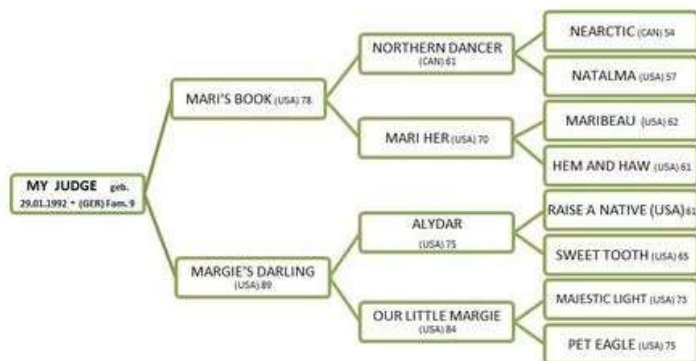 NEARCTIC (CAN) 54
NORTHERN DANCER
(CAN) 61
NATALMA (USA) 57
MARI'S BOOK (USA) 78
MARIBEAU (USA) 62
MARI HER (USA) 70
HEM AND HAW (USA) 61
MY JUDGE geb.
29.01.1992 * (GER) Fam. 9
RAISE A NATIVE (USA) 61
ALYDAR
(USA) 75
SWEET TOOTH (USA) 65
MARGIE'S DARLING
(USA) 89
MAJESTIC LIGHT (USA) 73
OUR LITTLE MARGIE
(USA) 84
PET EAGLE (USA) 75